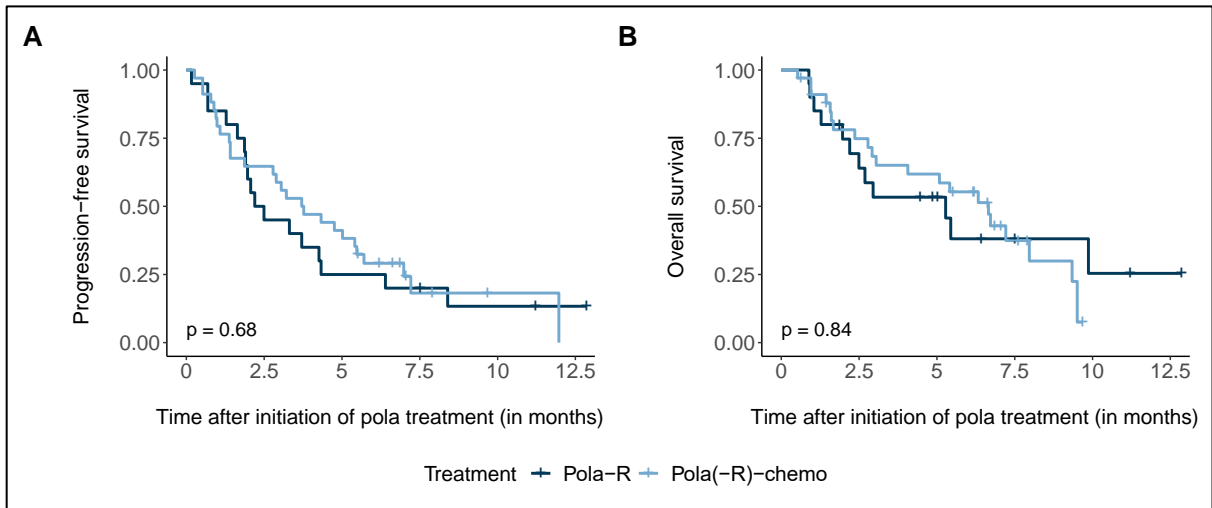 A
B
Progression−free survival
1.00
0.75
0.50
0.25
0.00
p = 0.68
0 2.5 5 7.5 10 12.5
Time after initiation of pola treatment (in months)
Overall survival
1.00
0.75
0.50
0.25
0.00
p = 0.84
0 2.5 5 7.5 10 12.5
Time after initiation of pola treatment (in months)
Treatment Pola−R Pola(−R)−chemo